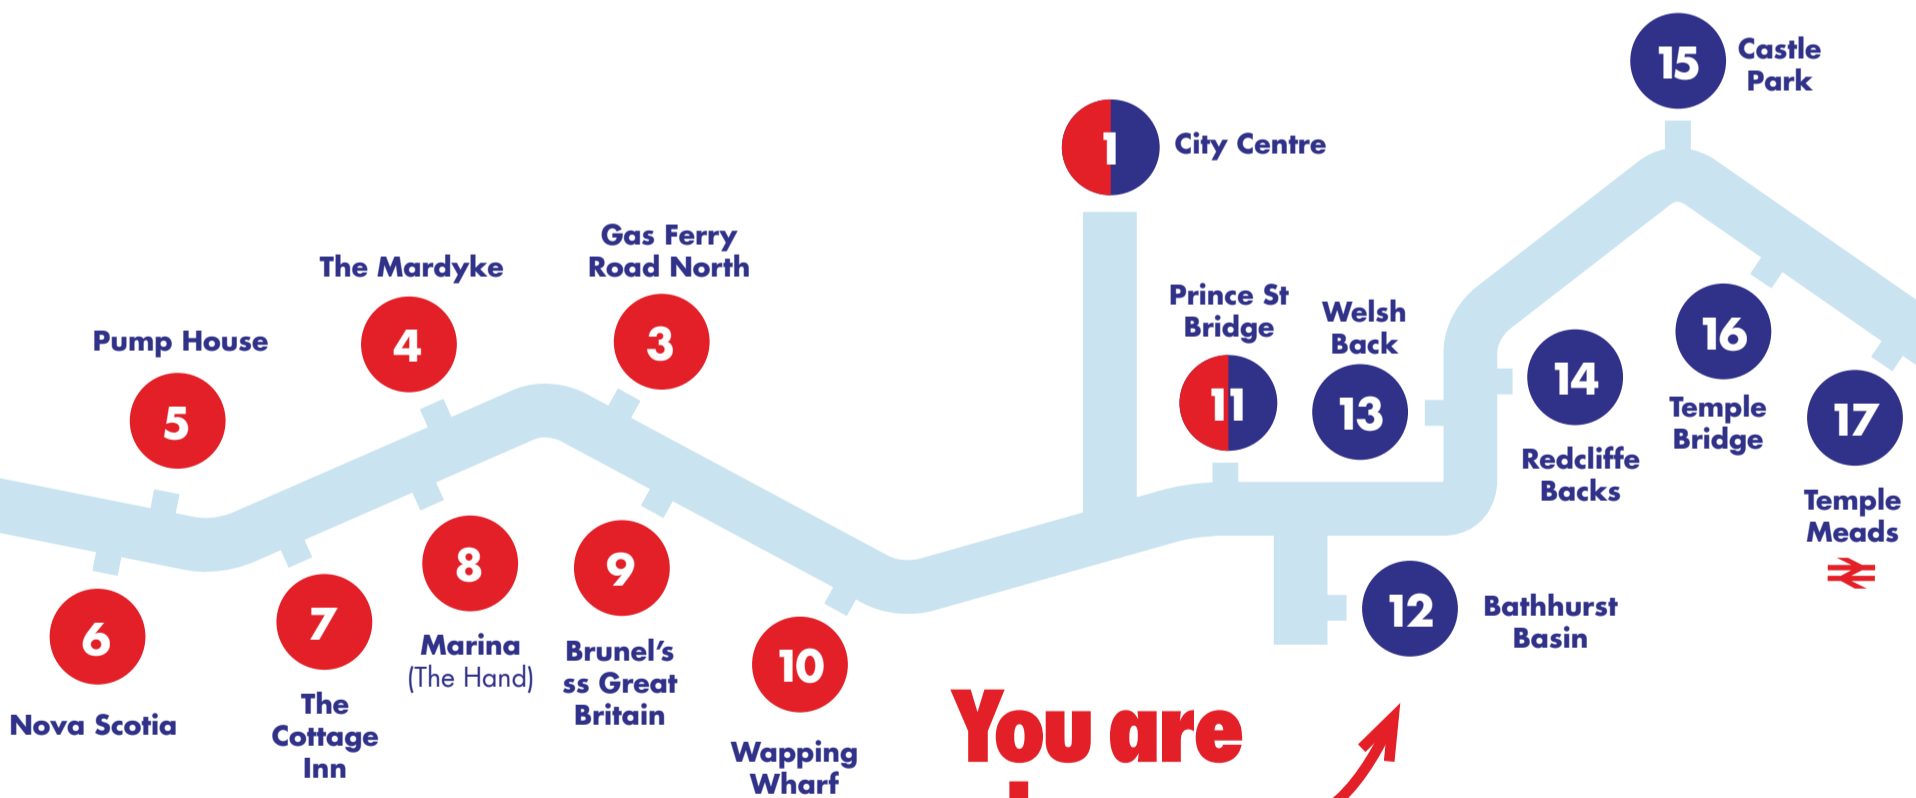 15
Castle
Park
1
City Centre
Gas Ferry
Road North
3
The Mardyke
4
Pump House
5
Prince St
Bridge
11
Welsh
Back
13
14
Redcliffe
Backs
16
Temple
Bridge
17
Temple
Meads
6
Nova Scotia
7
The
Cottage
Inn
8
Marina
(The Hand)
9
Brunel’s
ss Great
Britain
10
Wapping
Wharf
12
Bathhurst
Basin
You are